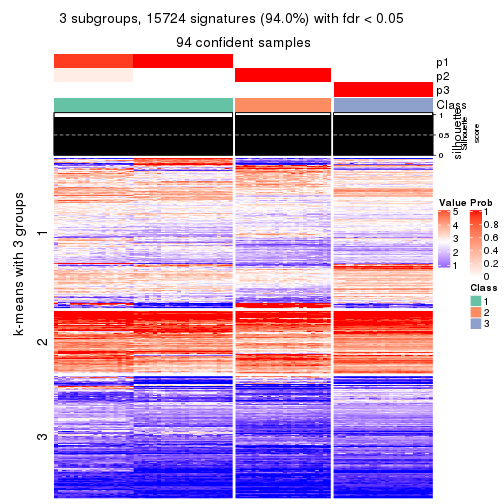 3 subgroups, 15724 signatures (94.0%) with fdr < 0.05
94 confident samples
p1
p2
p3
Class
silhouette
Silhouette
score
1
0.5
0
k-means with 3 groups
1
2
3
Value
5
4
3
2
1
Prob
1
0.8
0.6
0.4
0.2
0
Class
1
2
3